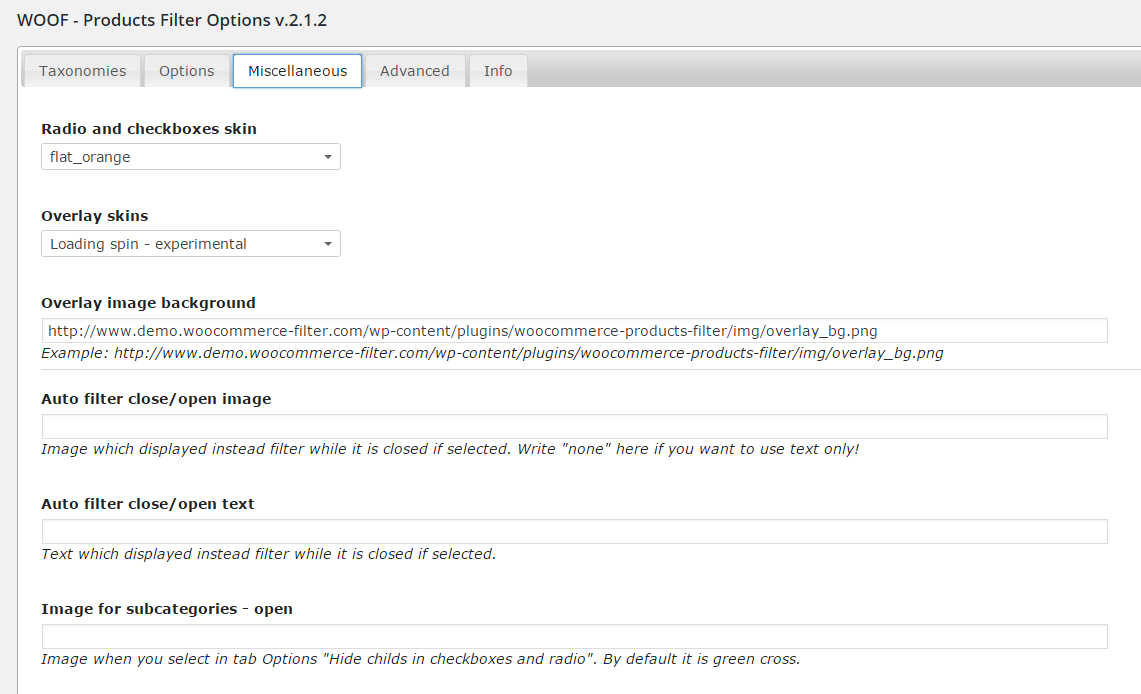 WOOF - Products Filter Options v.2.1.2
Taxonomies Options Miscellaneous Advanced Info
Radio and checkboxes skin
flat_orange
Overlay skins
Loading spin - experimental
Overlay image background
http://www.demo.woocommerce-filter.com/wp-content/plugins/woocommerce-products-filter/img/overlay_bg.png
Example: http://www.demo.woocommerce-filter.com/wp-content/plugins/woocommerce-products-filter/img/overlay_bg.png
Auto filter close/open image
Image which displayed instead filter while it is closed if selected. Write "none" here if you want to use text only!
Auto filter close/open text
Text which displayed instead filter while it is closed if selected.
Image for subcategories - open
Image when you select in tab Options "Hide childs in checkboxes and radio". By default it is green cross.